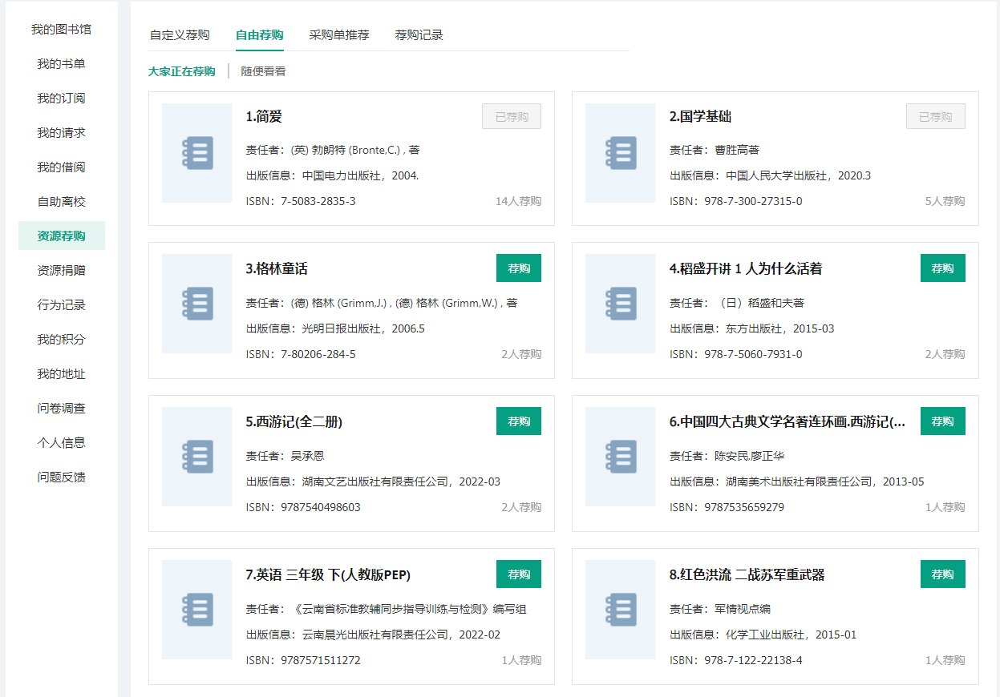 我的图书馆
我的书单
我的订阅
我的请求
我的借阅
自助离校
资源荐购
资源捐赠
行为记录
我的积分
我的地址
问卷调查
个人信息
问题反馈
自定义荐购 自由荐购 采购单推荐 荐购记录
大家正在荐购 随便看看
1.简爱 已荐购
责任者：(英) 勃朗特 (Bronte,C.) , 著
出版信息：中国电力出版社，2004.
ISBN：7-5083-2835-3 14人荐购
2.国学基础 已荐购
责任者：曹胜高著
出版信息：中国人民大学出版社，2020.3
ISBN：978-7-300-27315-0 5人荐购
3.格林童话 荐购
责任者：(德) 格林 (Grimm,J.) , (德) 格林 (Grimm,W.) , 著
出版信息：光明日报出版社，2006.5
ISBN：7-80206-284-5 2人荐购
4.稻盛开讲 1 人为什么活着 荐购
责任者：（日）稻盛和夫著
出版信息：东方出版社，2015-03
ISBN：978-7-5060-7931-0 2人荐购
5.西游记(全二册) 荐购
责任者：吴承恩
出版信息：湖南文艺出版社有限责任公司，2022-03
ISBN：9787540498603 2人荐购
6.中国四大古典文学名著连环画.西游记(... 荐购
责任者：陈安民,廖正华
出版信息：湖南美术出版社有限责任公司，2013-05
ISBN：9787535659279 1人荐购
7.英语 三年级 下(人教版PEP) 荐购
责任者：《云南省标准教辅同步指导训练与检测》编写组
出版信息：云南晨光出版社有限责任公司，2022-02
ISBN：9787571511272 1人荐购
8.红色洪流 二战苏军重武器 荐购
责任者：军情视点编
出版信息：化学工业出版社，2015-01
ISBN：978-7-122-22138-4 1人荐购